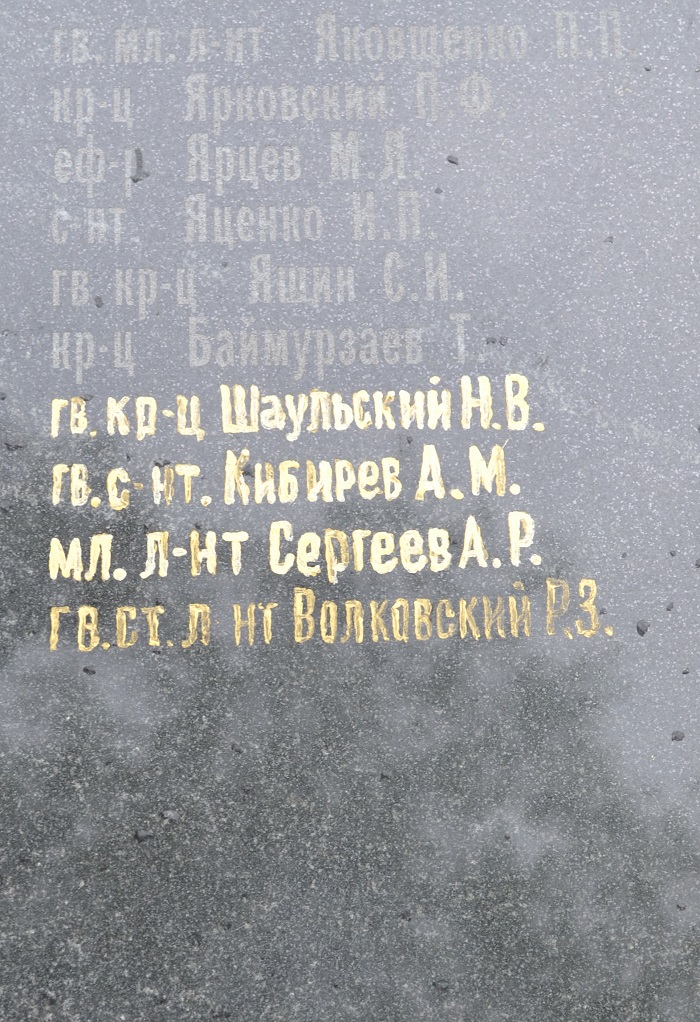 гв. мл. л-нт Яковщенко П.П
кр-ц Ярковский П Ф
еф-р Ярцев М.Я.
с-нт Яценко И.П
гв кр-ц Яшин С.И.
кр-ц Баймурзаев Т.
гв. кр-ц Шаульский Н.В.
гв. с-нт. Кибирев А.М.
мл. л-нт Сергеев А.Р.
гв.ст.л нт Волковский Р.З.